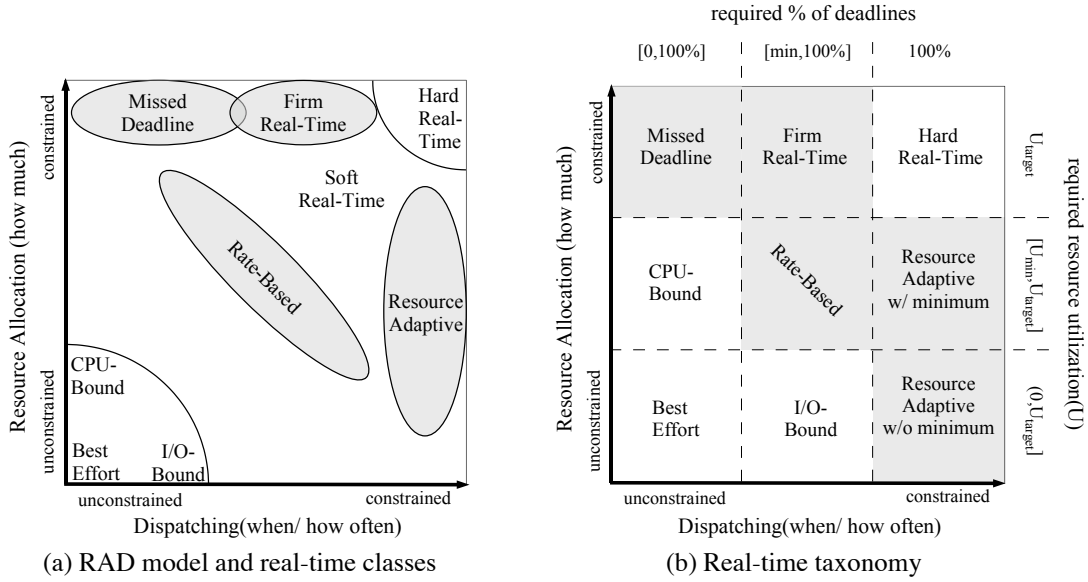 required % of deadlines
[0,100%]
[min,100%]
100%
Resource Allocation (how much)
constrained
unconstrained
Missed
Deadline
Firm
Real-Time
Hard
Real-
Time
Soft
Real-Time
Rate-Based
Resource
Adaptive
CPU-
Bound
Best
Effort
I/O-
Bound
unconstrained
constrained
Dispatching(when/ how often)
(a) RAD model and real-time classes
Resource Allocation (how much)
constrained
unconstrained
Missed
Deadline
Firm
Real-Time
Hard
Real-Time
CPU-
Bound
Rate-Based
Resource
Adaptive
w/ minimum
Best
Effort
I/O-
Bound
Resource
Adaptive
w/o minimum
Utarget
[Umin,Utarget]
(0,Utarget]
required resource utilization(U)
unconstrained
constrained
Dispatching(when/ how often)
(b) Real-time taxonomy